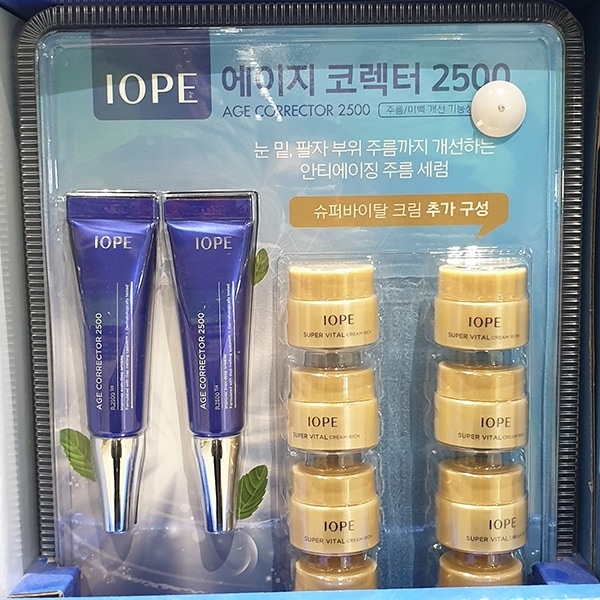 IOPE
에이지 코렉터 2500
AGE CORRECTOR 2500
주름/미백 개선 기능성
눈 밑, 팔자 부위 주름까지 개선하는
안티에이징 주름 세럼
슈퍼바이탈 크림 추가 구성
IOPE
AGE CORRECTOR 2500
IOPE
AGE CORRECTOR 2500
IOPE
SUPER VITAL CREAM RICH
IOPE
SUPER VITAL CREAM RICH
IOPE
SUPER VITAL CREAM RICH
IOPE
SUPER VITAL CREAM RICH
IOPE
SUPER VITAL CREAM RICH
IOPE
SUPER VITAL CREAM